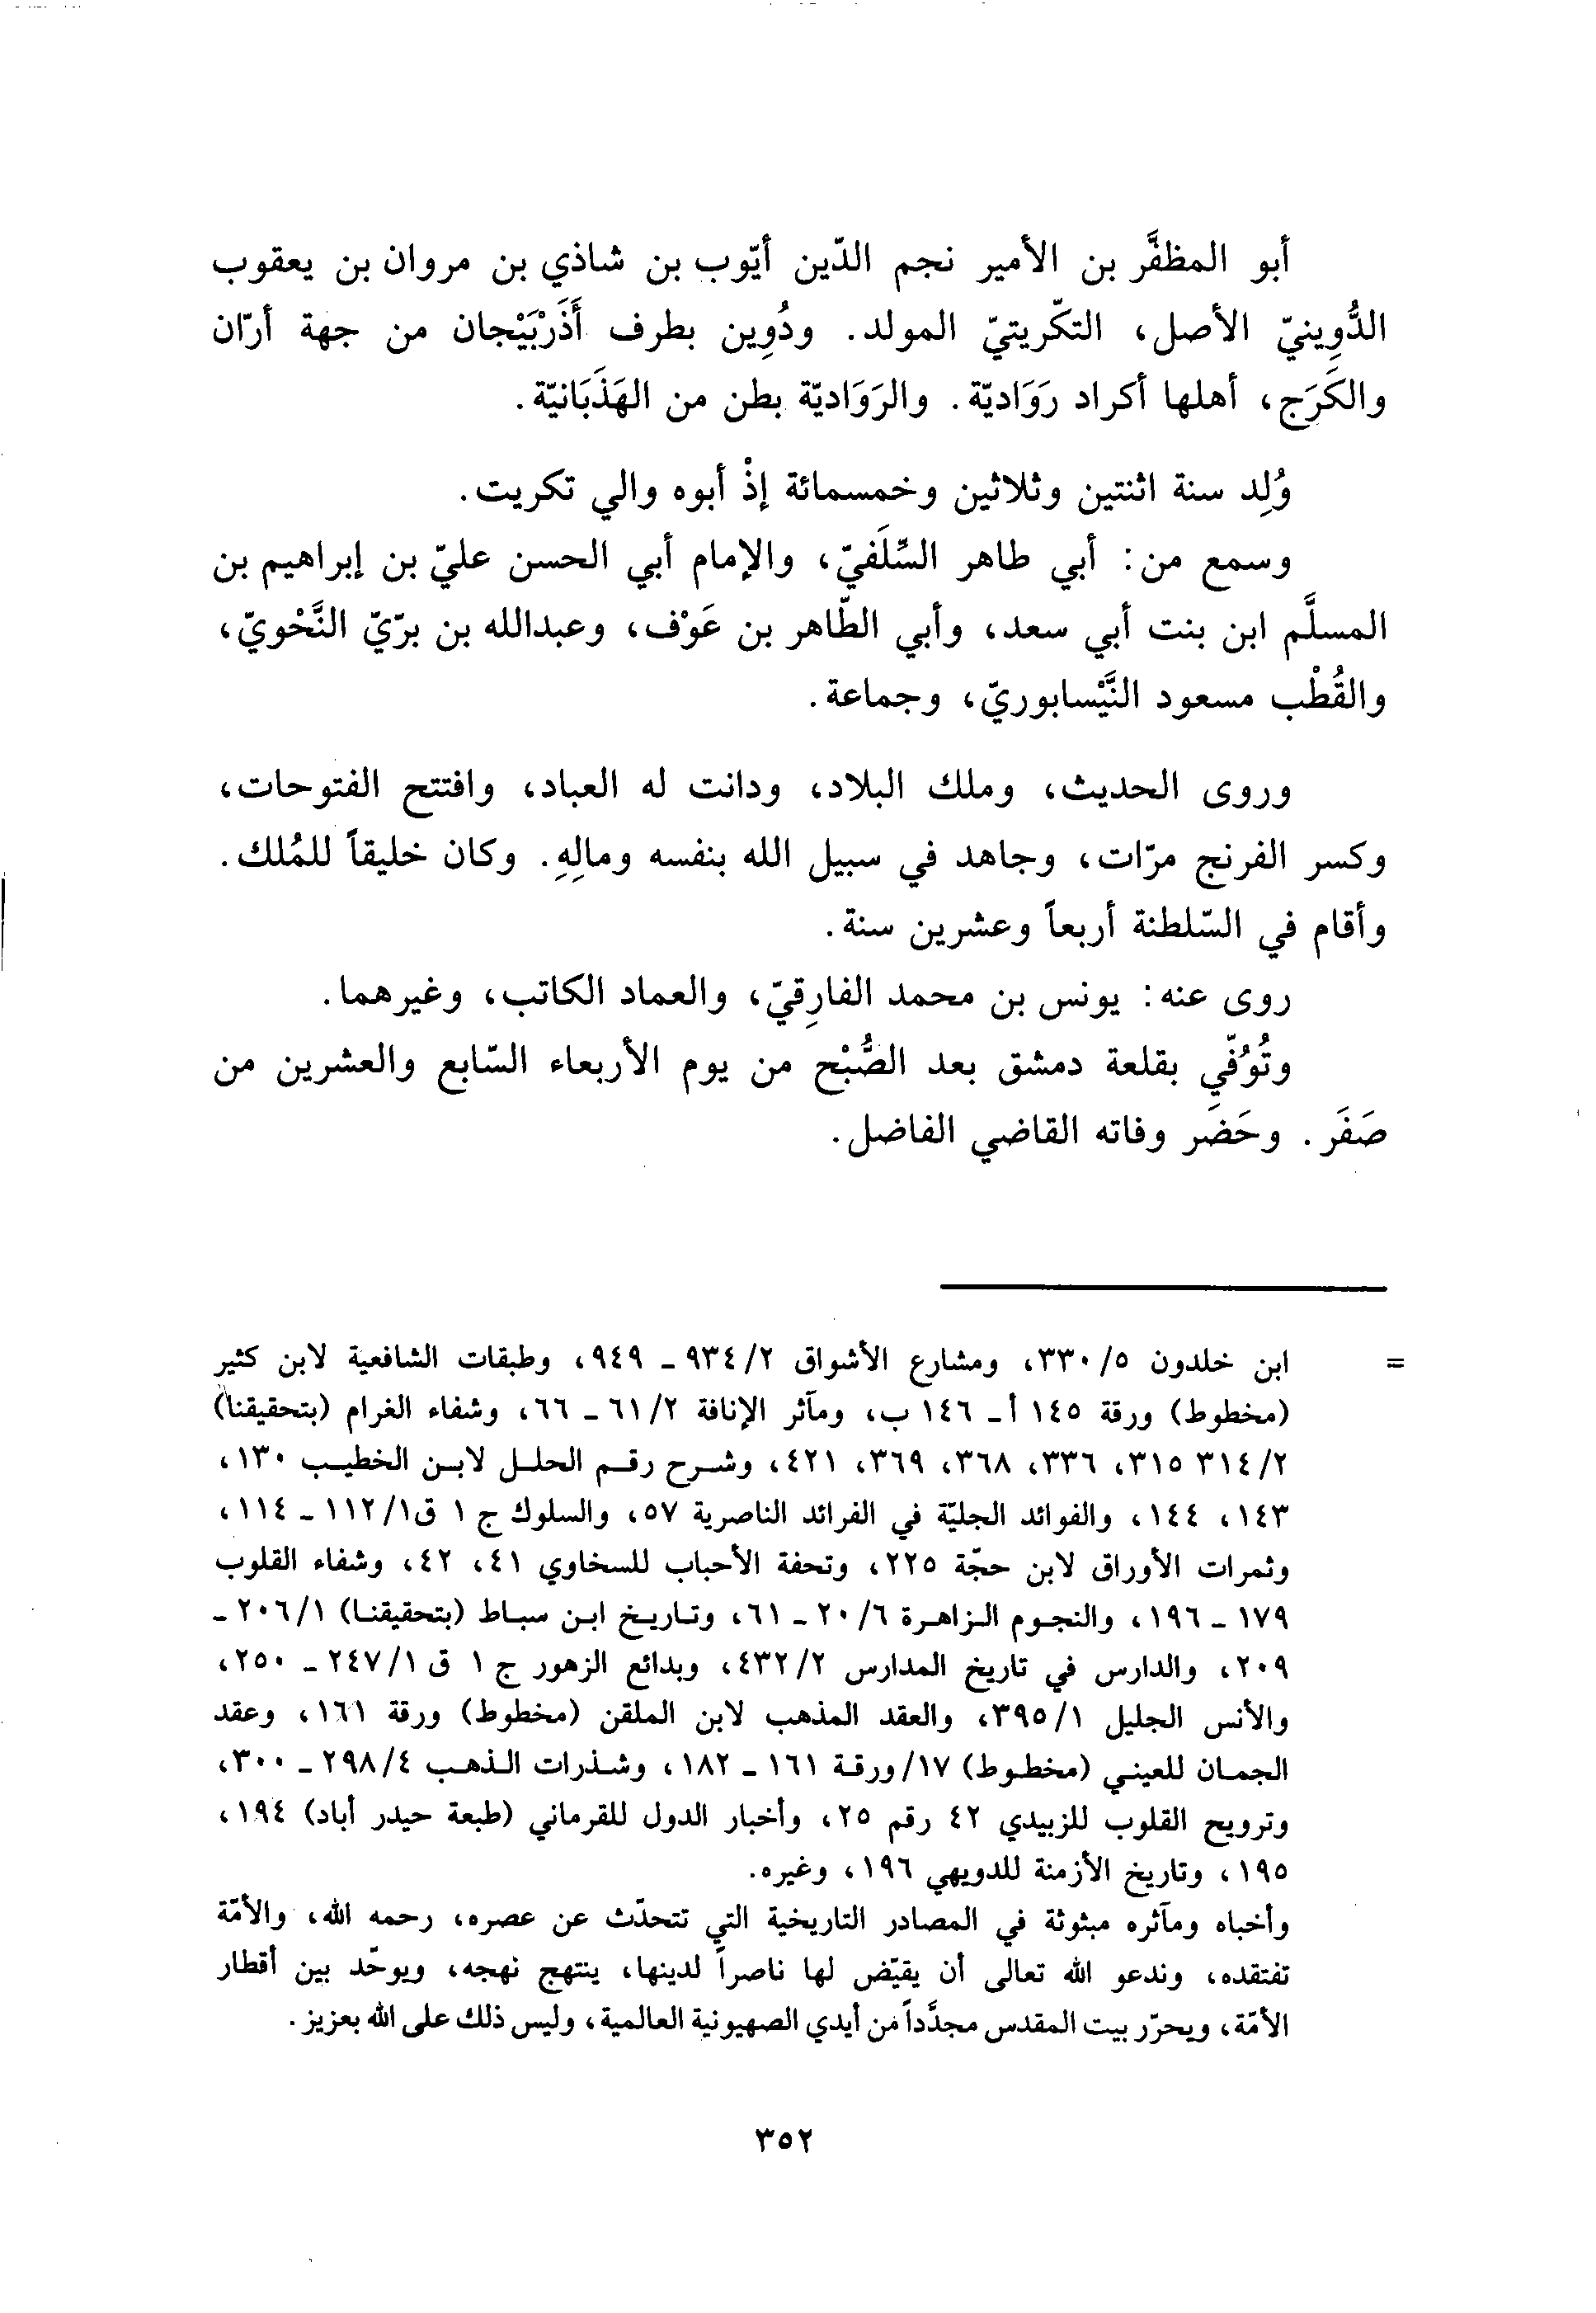 أبو المظفَّر بن الأمير نجم الدّين أيّوب بن شاذي بن مروان بن يعقوب
الدُّوِينيّ الأصل، التكّريتيّ المولد. ودُوِين بطرف أَذَرْبَيْجان من جهة أرّان
والكَرَج، أهلها أكراد رَوَاديّة. والرَوَاديّة بطن من الهَذَبَانيّة.
وُلِد سنة اثنتين وثلاثين وخمسمائة إذْ أبوه والي تكريت.
وسمع من: أبي طاهر السِّلَفيّ، والإمام أبي الحسن عليّ بن إبراهيم بن
المسلَّم ابن بنت أبي سعد، وأبي الطّاهر بن عَوْف، وعبدالله بن برّيّ النَّحْويّ،
والقُطْب مسعود النَّيْسابوريّ، وجماعة.
وروى الحديث، وملك البلاد، ودانت له العباد، وافتتح الفتوحات،
وكسر الفرنج مرّات، وجاهد في سبيل الله بنفسه ومالِهِ. وكان خليقاً للمُلك.
وأقام في السّلطنة أربعاً وعشرين سنة.
روى عنه: يونس بن محمد الفارِقيّ، والعماد الكاتب، وغيرهما.
وتُوُفّي بقلعة دمشق بعد الصُّبْح من يوم الأربعاء السّابع والعشرين من
صَفَر. وحَضَر وفاته القاضي الفاضل.
= ابن خلدون ٥/٣٣٠، ومشارع الأشواق ٢/٩٣٤ - ٩٤٩، وطبقات الشافعية لابن كثير
(مخطوط) ورقة ١٤٥ أ- ١٤٦ ب، ومآثر الإنافة ٢/٦١ - ٦٦، وشفاء الغرام (بتحقيقنا)
٢/٣١٤ ٣١٥، ٣٣٦، ٣٦٨، ٣٦٩، ٤٢١، وشرح رقم الحلل لابن الخطيب ١٣٠،
١٤٣، ١٤٤، والفوائد الجليّة في الفرائد الناصرية ٥٧، والسلوك ج ١ ق١/١١٢ - ١١٤،
وثمرات الأوراق لابن حجّة ٢٢٥، وتحفة الأحباب للسخاوي ٤١، ٤٢، وشفاء القلوب
١٧٩ - ١٩٦، والنجوم الزاهرة ٦/٢٠ - ٦١، وتاريخ ابن سباط (بتحقيقنا) ١/٢٠٦ -
٢٠٩، والدارس في تاريخ المدارس ٢/٤٣٢، وبدائع الزهور ج ١ ق ١/٢٤٧ - ٢٥٠،
والأنس الجليل ١/٣٩٥، والعقد المذهب لابن الملقن (مخطوط) ورقة ١٦١، وعقد
الجمان للعيني (مخطوط) ١٧/ورقة ١٦١ - ١٨٢، وشذرات الذهب ٤/٢٩٨ - ٣٠٠،
وترويح القلوب للزبيدي ٤٢ رقم ٢٥، وأخبار الدول للقرماني (طبعة حيدر أباد) ١٩٤،
١٩٥، وتاريخ الأزمنة للدويهي ١٩٦، وغيره.
وأخباه ومآثره مبثوثة في المصادر التاريخية التي تتحدّث عن عصره، رحمه الله، والأمّة
تفتقده، وندعو الله تعالى أن يقيّض لها ناصراً لدينها، ينتهج نهجه، ويوحّد بين أقطار
الأمّة، ويحرّر بيت المقدس مجدَّداً من أيدي الصهيونية العالمية، وليس ذلك على الله بعزيز.
٣٥٢